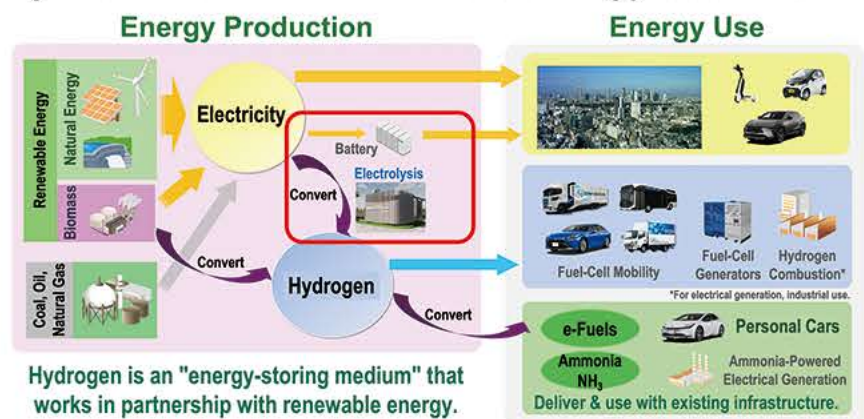 Energy Production
Energy Use
Renewable Energy
Natural Energy
Biomass
Coal, Oil,
Natural Gas
Electricity
Battery
Electrolysis
Convert
Convert
Hydrogen
Convert
Fuel-Cell Mobility
Fuel-Cell
Generators
Hydrogen
Combustion*
*For electrical generation, industrial use.
e-Fuels
Personal Cars
Ammonia
NH₃
Ammonia-Powered
Electrical Generation
Deliver & use with existing infrastructure.
Hydrogen is an "energy-storing medium" that
works in partnership with renewable energy.